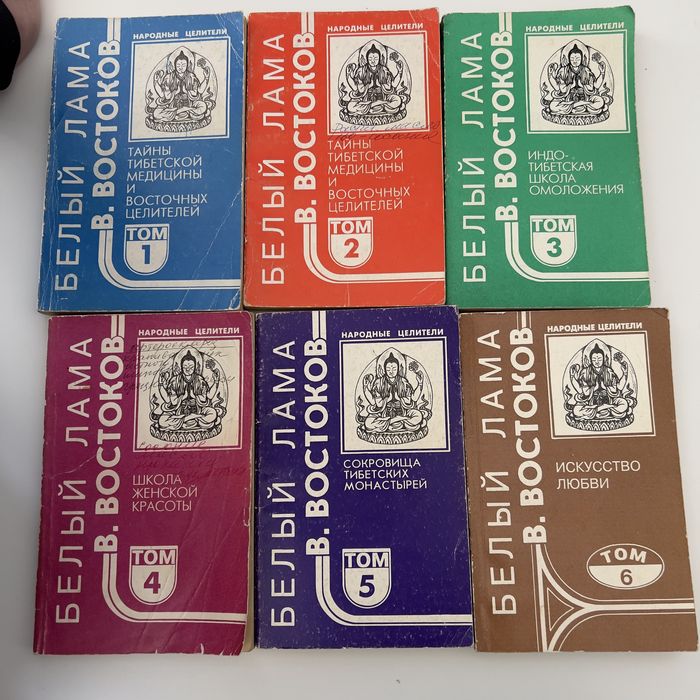 БЕЛЫЙ ЛАМА
В. ВОСТОКОВ
НАРОДНЫЕ ЦЕЛИТЕЛИ
ТАЙНЫ
ТИБЕТСКОЙ
МЕДИЦИНЫ
И
ВОСТОЧНЫХ
ЦЕЛИТЕЛЕЙ
ТОМ
1
БЕЛЫЙ ЛАМА
В. ВОСТОКОВ
НАРОДНЫЕ ЦЕЛИТЕЛИ
ТАЙНЫ
ТИБЕТСКОЙ
МЕДИЦИНЫ
И
ВОСТОЧНЫХ
ЦЕЛИТЕЛЕЙ
ТОМ
2
БЕЛЫЙ ЛАМА
В. ВОСТОКОВ
НАРОДНЫЕ ЦЕЛИТЕЛИ
ИНДО-
ТИБЕТСКАЯ
ШКОЛА
ОМОЛОЖЕНИЯ
ТОМ
3
БЕЛЫЙ ЛАМА
В. ВОСТОКОВ
НАРОДНЫЕ ЦЕЛИТЕЛИ
ШКОЛА
ЖЕНСКОЙ
КРАСОТЫ
ТОМ
4
БЕЛЫЙ ЛАМА
В. ВОСТОКОВ
НАРОДНЫЕ ЦЕЛИТЕЛИ
СОКРОВИЩА
ТИБЕТСКИХ
МОНАСТЫРЕЙ
ТОМ
5
БЕЛЫЙ ЛАМА
В. ВОСТОКОВ
НАРОДНЫЕ ЦЕЛИТЕЛИ
ИСКУССТВО
ЛЮБВИ
ТОМ
6